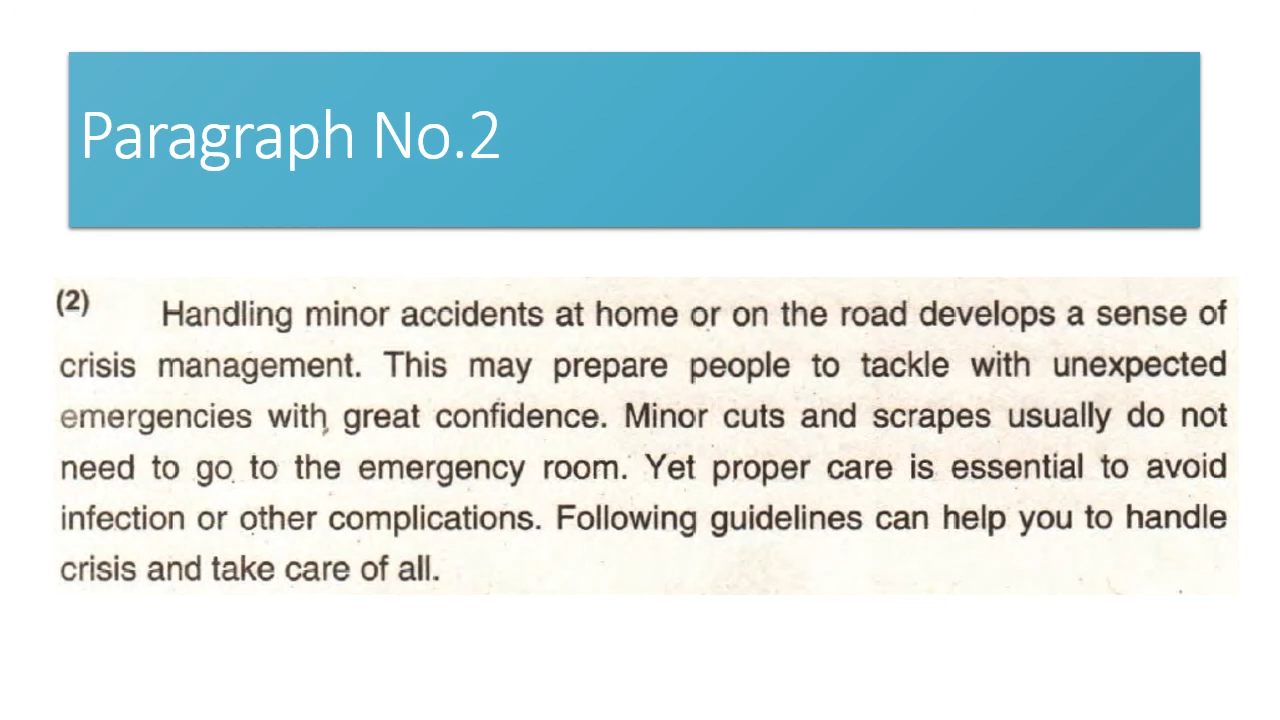 Paragraph No.2
(2) Handling minor accidents at home or on the road develops a sense of
crisis management. This may prepare people to tackle with unexpected
emergencies with great confidence. Minor cuts and scrapes usually do not
need to go to the emergency room. Yet proper care is essential to avoid
infection or other complications. Following guidelines can help you to handle
crisis and take care of all.